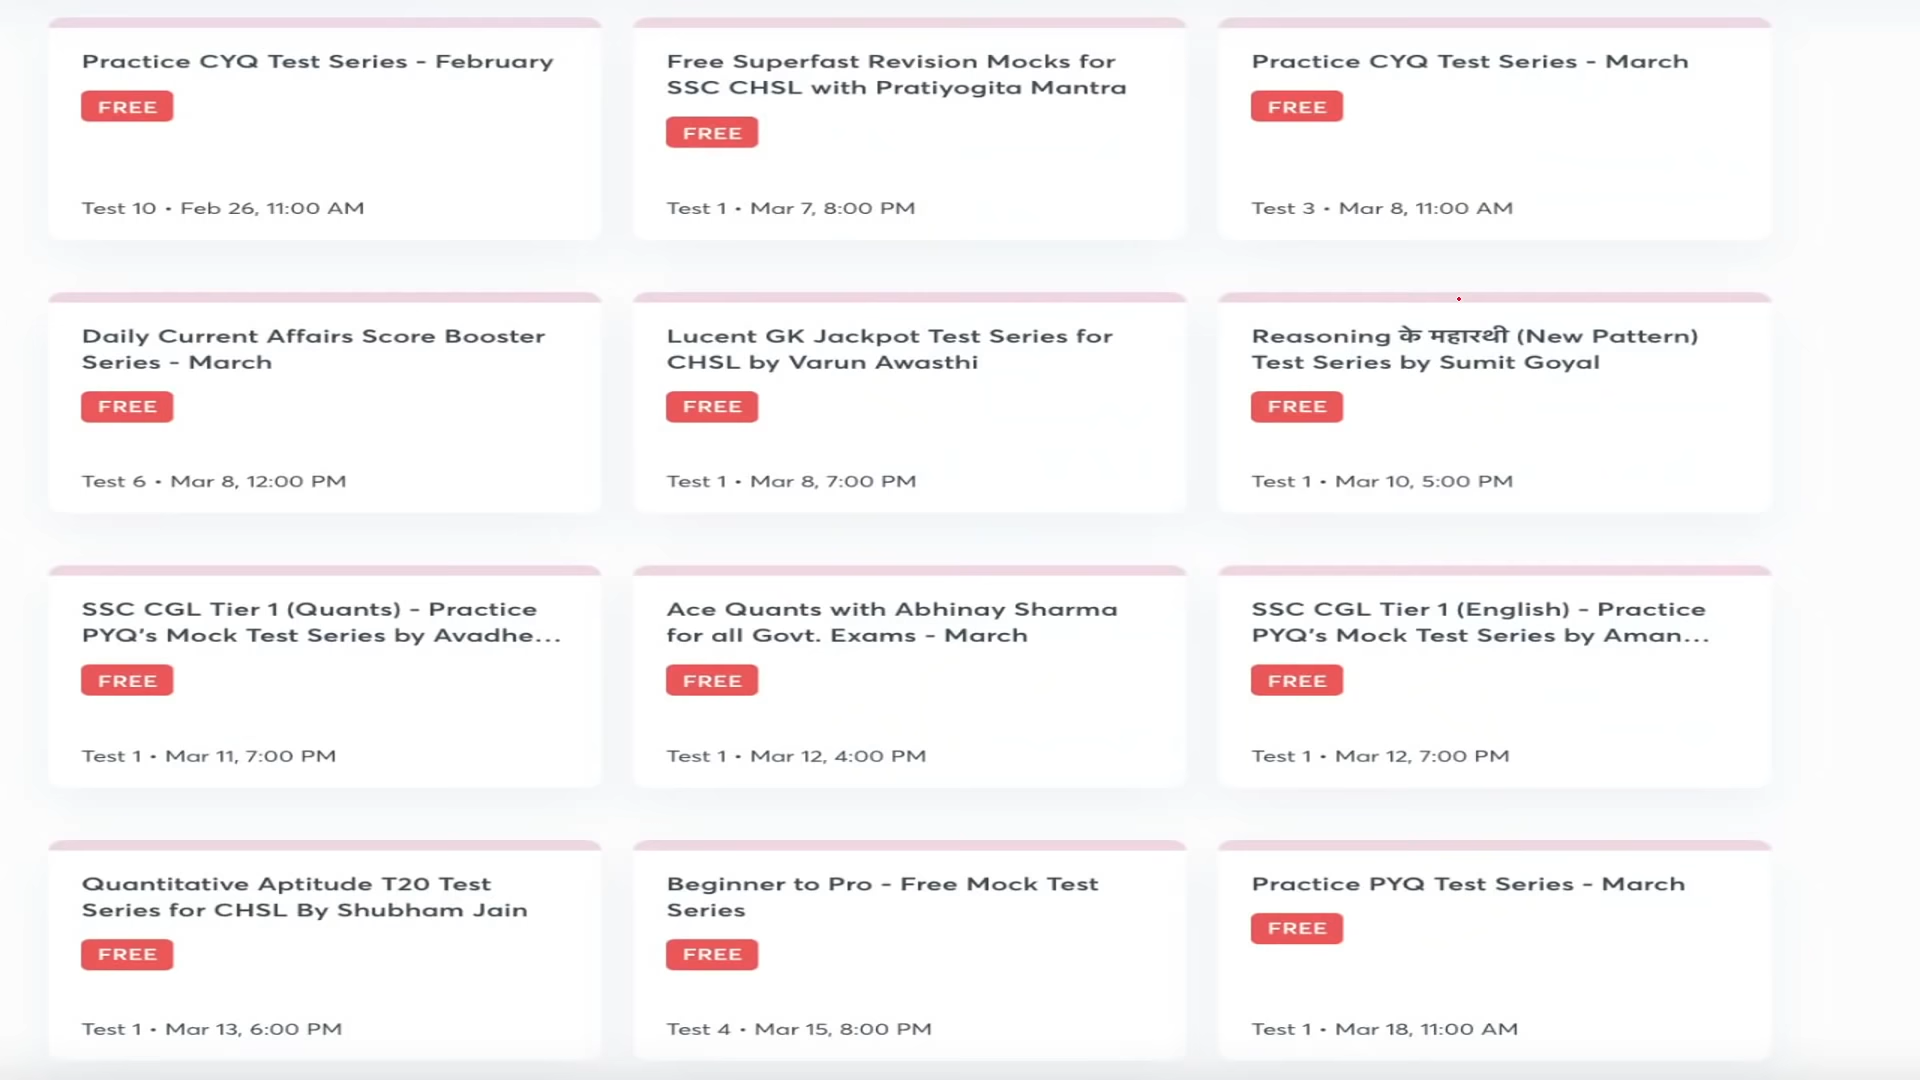 Practice CYQ Test Series - February
FREE
Test 10 • Feb 26, 11:00 AM
Free Superfast Revision Mocks for
SSC CHSL with Pratiyogita Mantra
FREE
Test 1 • Mar 7, 8:00 PM
Practice CYQ Test Series - March
FREE
Test 3 • Mar 8, 11:00 AM
Daily Current Affairs Score Booster
Series - March
FREE
Test 6 • Mar 8, 12:00 PM
Lucent GK Jackpot Test Series for
CHSL by Varun Awasthi
FREE
Test 1 • Mar 8, 7:00 PM
Reasoning के महारथी (New Pattern)
Test Series by Sumit Goyal
FREE
Test 1 • Mar 10, 5:00 PM
SSC CGL Tier 1 (Quants) - Practice
PYQ's Mock Test Series by Avadhe...
FREE
Test 1 • Mar 11, 7:00 PM
Ace Quants with Abhinay Sharma
for all Govt. Exams - March
FREE
Test 1 • Mar 12, 4:00 PM
SSC CGL Tier 1 (English) - Practice
PYQ's Mock Test Series by Aman...
FREE
Test 1 • Mar 12, 7:00 PM
Quantitative Aptitude T20 Test
Series for CHSL By Shubham Jain
FREE
Test 1 • Mar 13, 6:00 PM
Beginner to Pro - Free Mock Test
Series
FREE
Test 4 • Mar 15, 8:00 PM
Practice PYQ Test Series - March
FREE
Test 1 • Mar 18, 11:00 AM